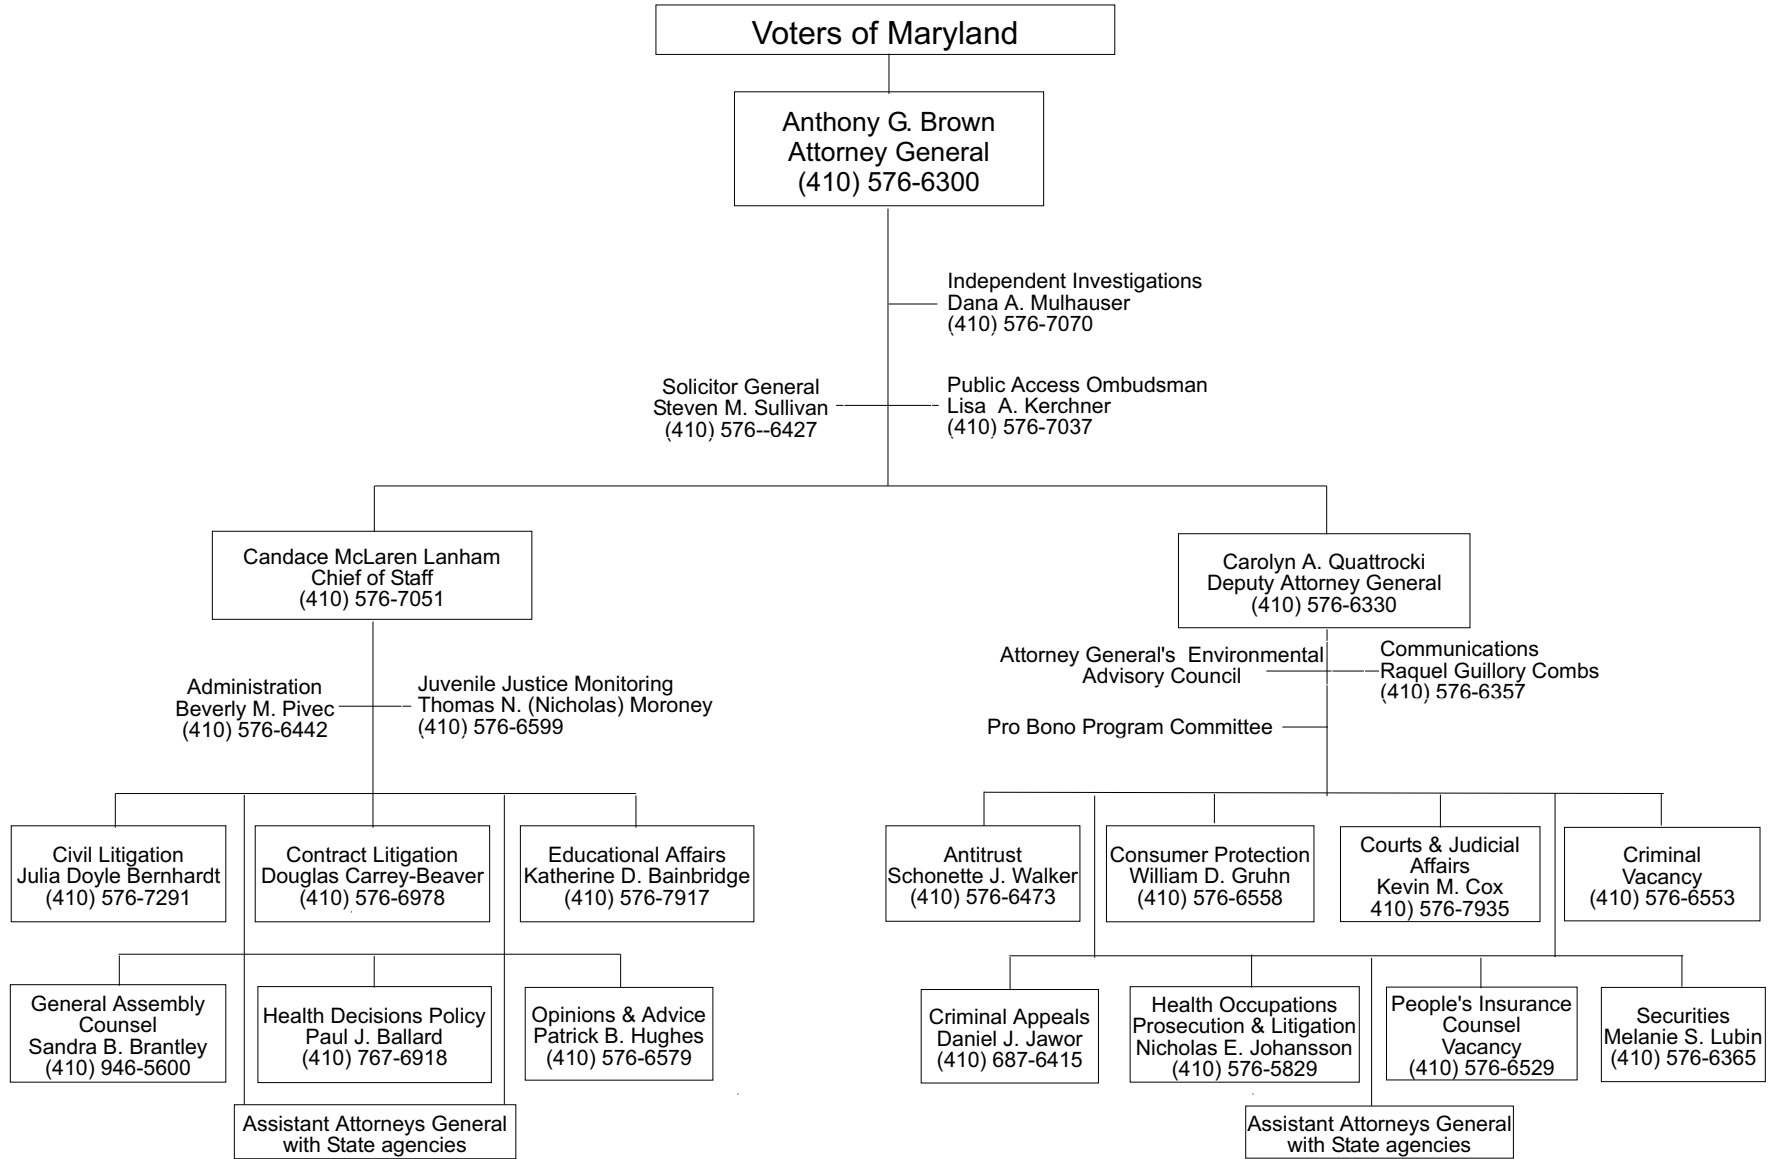 Voters of Maryland
Anthony G. Brown
Attorney General
(410) 576-6300
Independent Investigations
Dana A. Mulhauser
(410) 576-7070
Solicitor General
Steven M. Sullivan
(410) 576--6427
Public Access Ombudsman
Lisa A. Kerchner
(410) 576-7037
Candace McLaren Lanham
Chief of Staff
(410) 576-7051
Carolyn A. Quattrocki
Deputy Attorney General
(410) 576-6330
Administration
Beverly M. Pivec
(410) 576-6442
Juvenile Justice Monitoring
Thomas N. (Nicholas) Moroney
(410) 576-6599
Attorney General's Environmental
Advisory Council
Communications
Raquel Guillory Combs
(410) 576-6357
Pro Bono Program Committee
Civil Litigation
Julia Doyle Bernhardt
(410) 576-7291
Contract Litigation
Douglas Carrey-Beaver
(410) 576-6978
Educational Affairs
Katherine D. Bainbridge
(410) 576-7917
Antitrust
Schonette J. Walker
(410) 576-6473
Consumer Protection
William D. Gruhn
(410) 576-6558
Courts & Judicial
Affairs
Kevin M. Cox
410) 576-7935
Criminal
Vacancy
(410) 576-6553
General Assembly
Counsel
Sandra B. Brantley
(410) 946-5600
Health Decisions Policy
Paul J. Ballard
(410) 767-6918
Opinions & Advice
Patrick B. Hughes
(410) 576-6579
Criminal Appeals
Daniel J. Jawor
(410) 687-6415
Health Occupations
Prosecution & Litigation
Nicholas E. Johansson
(410) 576-5829
People's Insurance
Counsel
Vacancy
(410) 576-6529
Securities
Melanie S. Lubin
(410) 576-6365
Assistant Attorneys General
with State agencies
Assistant Attorneys General
with State agencies